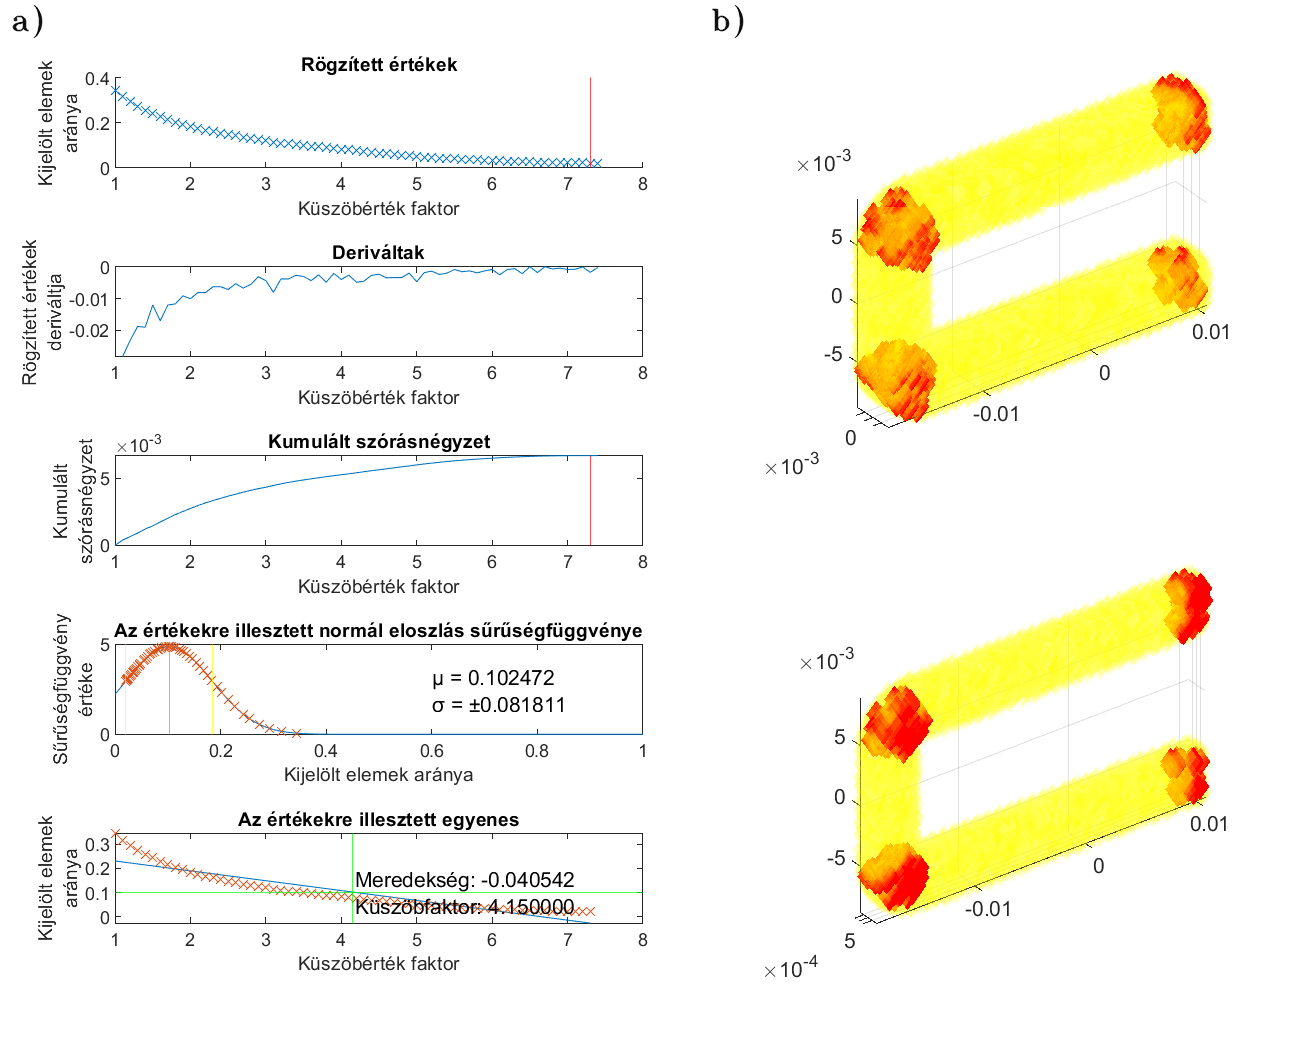 a)
Rögzített értékek
Kijelölt elemek
aránya
0.4
0.2
0
1 2 3 4 5 6 7 8
Küszöbérték faktor
Deriváltak
Rögzített értékek
deriváltja
0
-0.01
-0.02
1 2 3 4 5 6 7 8
Küszöbérték faktor
Kumulált szórásnégyzet
×10-3
Kumulált
szórásnégyzet
5
0
1 2 3 4 5 6 7 8
Küszöbérték faktor
Az értékekre illesztett normál eloszlás sűrűségfüggvénye
Sűrűségfüggvény
értéke
5
0
μ = 0.102472
σ = ±0.081811
0 0.2 0.4 0.6 0.8 1
Kijelölt elemek aránya
Az értékekre illesztett egyenes
Kijelölt elemek
aránya
0.3
0.2
0.1
0
Meredekség: -0.040542
Küszöbfaktor: 4.150000
1 2 3 4 5 6 7 8
Küszöbérték faktor
b)
×10-3
5
0
-5
0.01
0
-0.01
0
×10-3
×10-3
5
0
-5
0.01
0
-0.01
5
×10-4